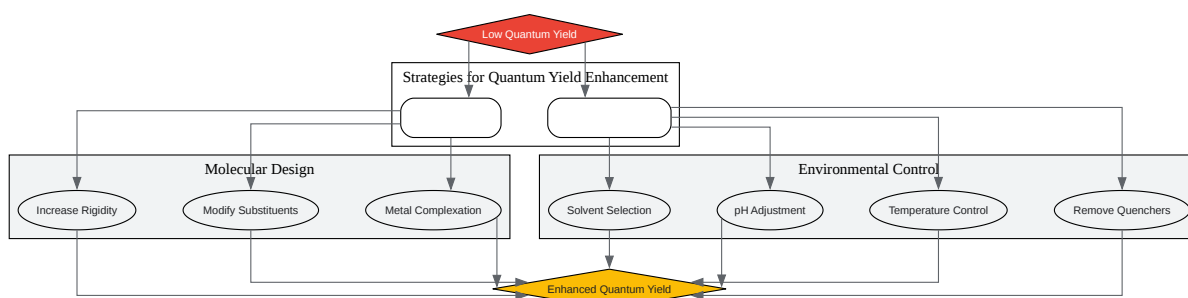 Low Quantum Yield
Strategies for Quantum Yield Enhancement
Molecular Design
Environmental Control
Increase Rigidity
Modify Substituents
Metal Complexation
Solvent Selection
pH Adjustment
Temperature Control
Remove Quenchers
Enhanced Quantum Yield